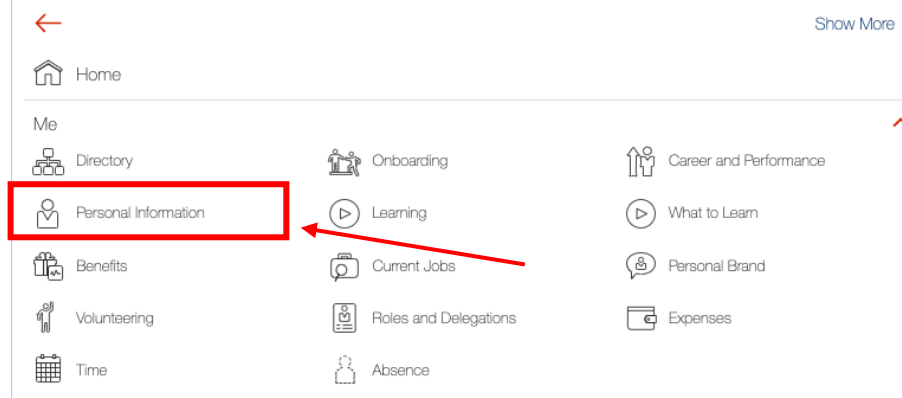 Show More
Home
Me
Directory
Onboarding
Career and Performance
Personal Information
Learning
What to Learn
Benefits
Current Jobs
Personal Brand
Volunteering
Roles and Delegations
Expenses
Time
Absence